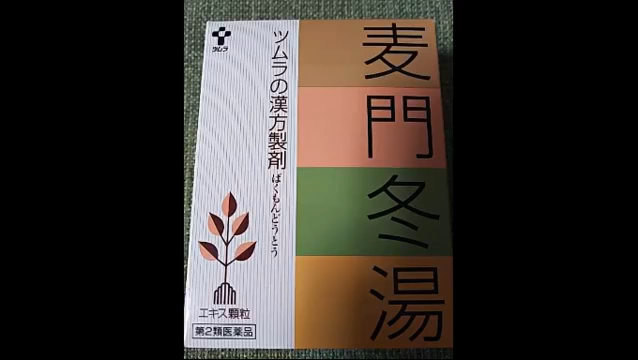 麦門冬湯
ツムラ
ツムラの漢方製剤
ばくもんどうとう
エキス顆粒
第2類医薬品